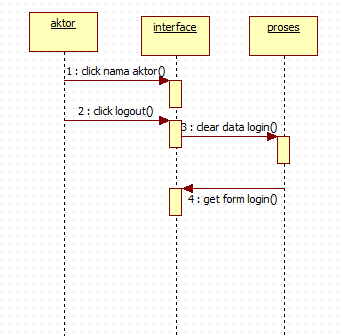 aktor
interface
proses
1 : click nama aktor()
2 : click logout()
3 : clear data login()
4 : get form login()